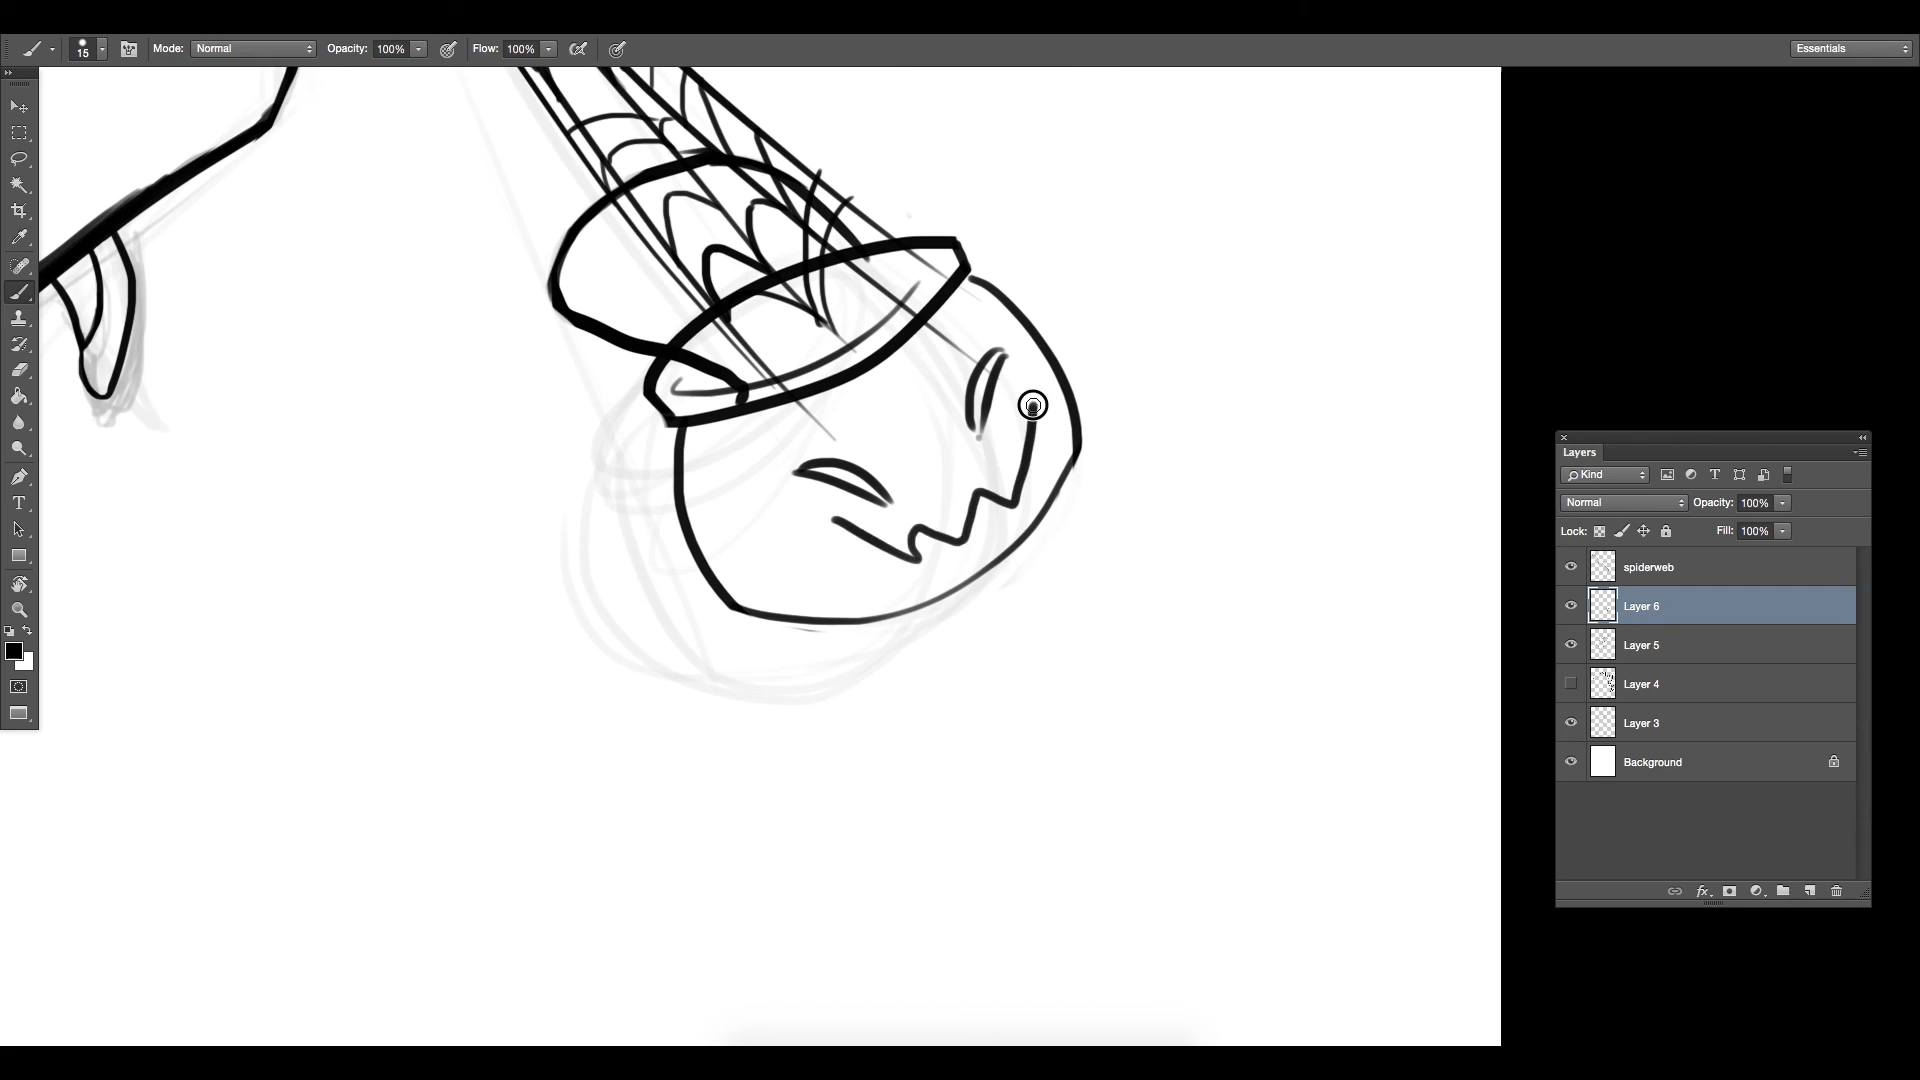 15 Mode: Normal Opacity: 100% Flow: 100% Essentials
Layers
Kind T
Normal Opacity: 100%
Lock: Fill: 100%
spiderweb
Layer 6
Layer 5
Layer 4
Layer 3
Background
fx
T